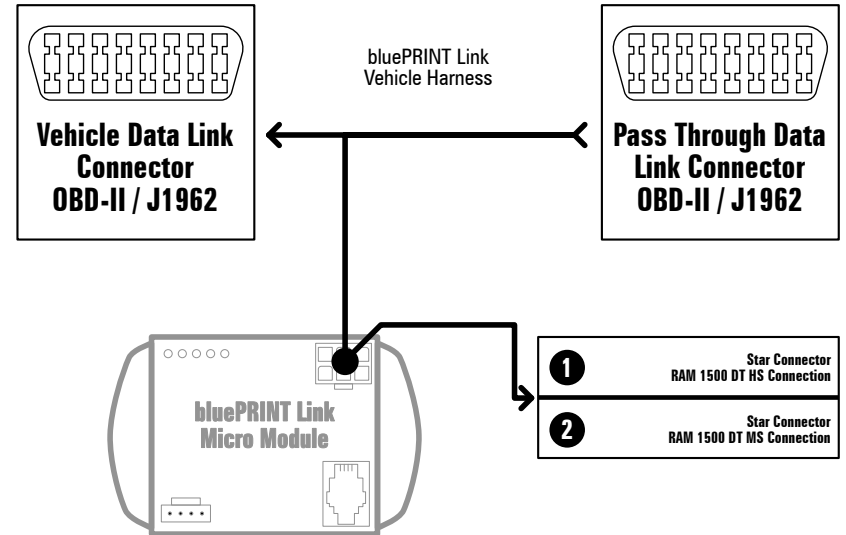 bluePRINT Link
Vehicle Harness
Vehicle Data Link
Connector
OBD-II / J1962
Pass Through Data
Link Connector
OBD-II / J1962
bluePRINT Link
Micro Module
1
Star Connector
RAM 1500 DT HS Connection
2
Star Connector
RAM 1500 DT MS Connection